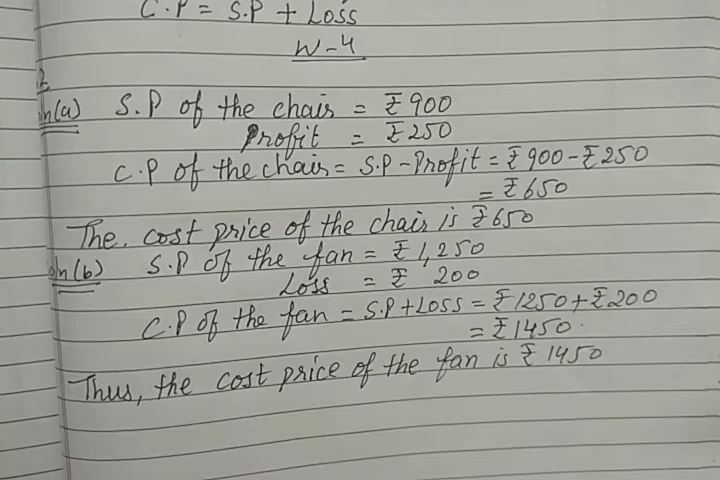 C.P = S.P + Loss
W-4
2
n(a) S.P of the chair = ₹900
Profit = ₹250
C.P of the chair = S.P - Profit = ₹900 - ₹250
= ₹650
The cost price of the chair is ₹650
n(b) S.P of the fan = ₹1,250
Loss = ₹ 200
C.P of the fan = S.P + Loss = ₹1250 + ₹200
= ₹1450.
Thus, the cost price of the fan is ₹1450